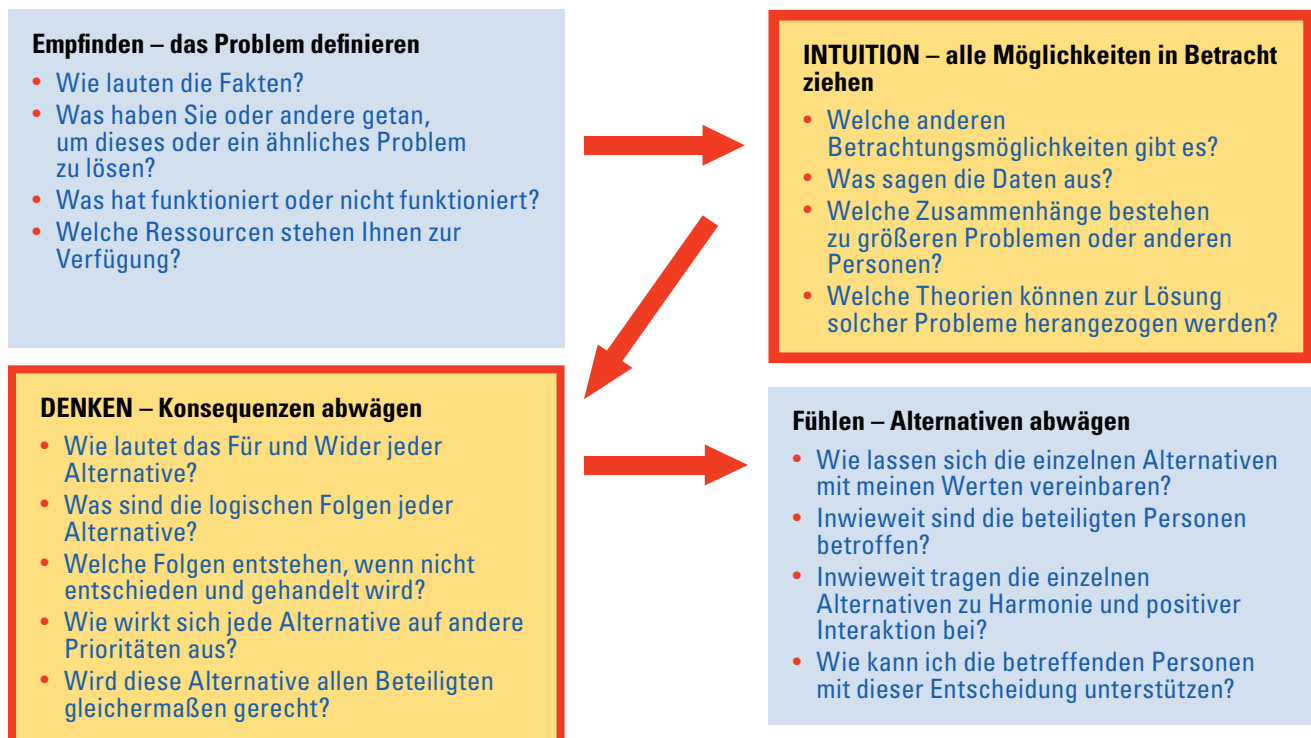 Empfinden – das Problem definieren
• Wie lauten die Fakten?
• Was haben Sie oder andere getan,
um dieses oder ein ähnliches Problem
zu lösen?
• Was hat funktioniert oder nicht funktioniert?
• Welche Ressourcen stehen Ihnen zur
Verfügung?
INTUITION – alle Möglichkeiten in Betracht
ziehen
• Welche anderen
Betrachtungsmöglichkeiten gibt es?
• Was sagen die Daten aus?
• Welche Zusammenhänge bestehen
zu größeren Problemen oder anderen
Personen?
• Welche Theorien können zur Lösung
solcher Probleme herangezogen werden?
DENKEN – Konsequenzen abwägen
• Wie lautet das Für und Wider jeder
Alternative?
• Was sind die logischen Folgen jeder
Alternative?
• Welche Folgen entstehen, wenn nicht
entschieden und gehandelt wird?
• Wie wirkt sich jede Alternative auf andere
Prioritäten aus?
• Wird diese Alternative allen Beteiligten
gleichermaßen gerecht?
Fühlen – Alternativen abwägen
• Wie lassen sich die einzelnen Alternativen
mit meinen Werten vereinbaren?
• Inwieweit sind die beteiligten Personen
betroffen?
• Inwieweit tragen die einzelnen
Alternativen zu Harmonie und positiver
Interaktion bei?
• Wie kann ich die betreffenden Personen
mit dieser Entscheidung unterstützen?